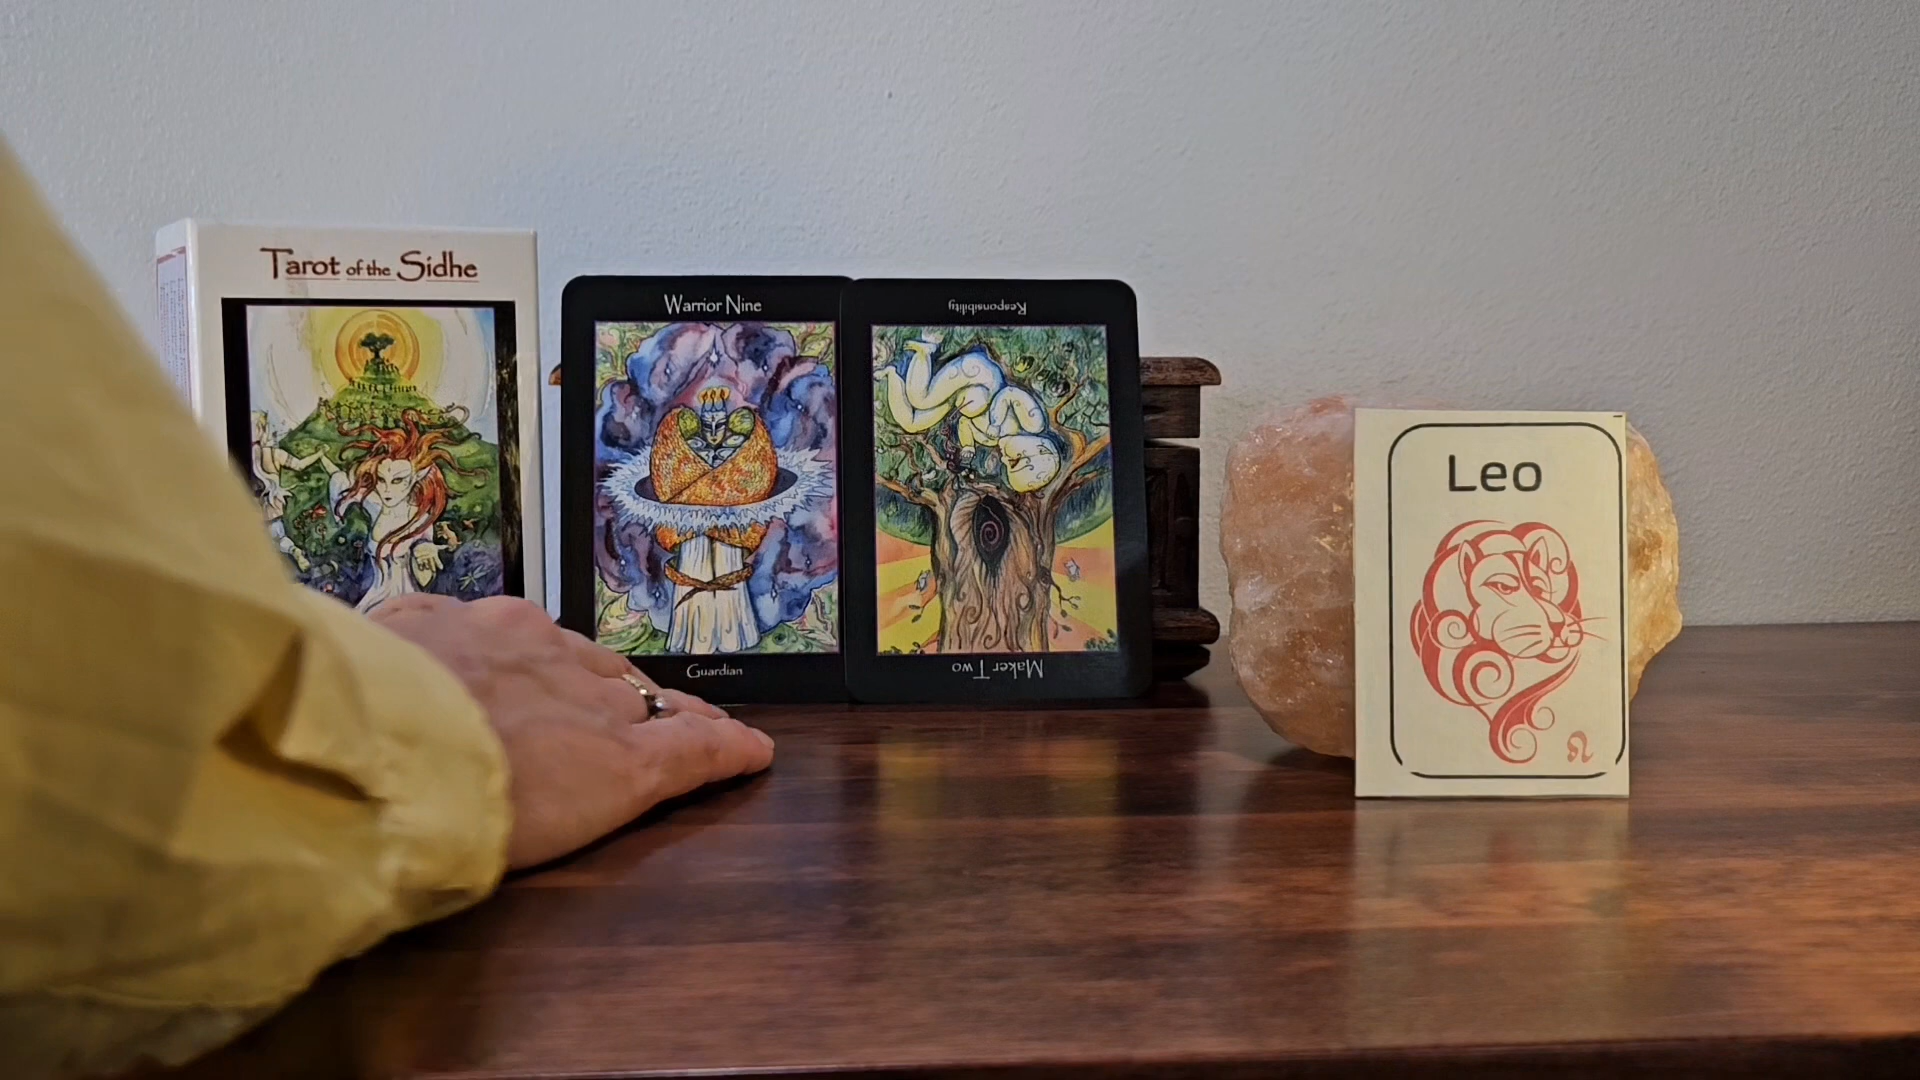 Tarot of the Sidhe
Warrior Nine
Guardian
Responsibility
Maker Two
Leo